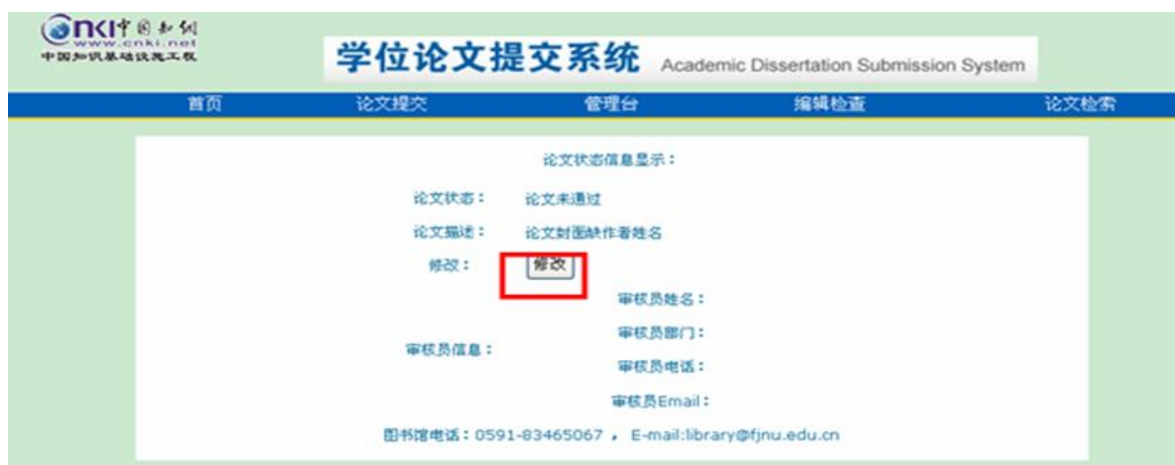 cnki中国知网
www.cnki.net
中国知识基础设施工程
学位论文提交系统 Academic Dissertation Submission System
首页 论文提交 管理台 编辑检查 论文检索
论文状态信息显示：
论文状态： 论文未通过
论文描述： 论文封面缺作者姓名
修改： 修改
审核员姓名：
审核员部门：
审核员信息：
审核员电话：
审核员Email：
图书馆电话：0591-83465067 ， E-mail:library@fjnu.edu.cn